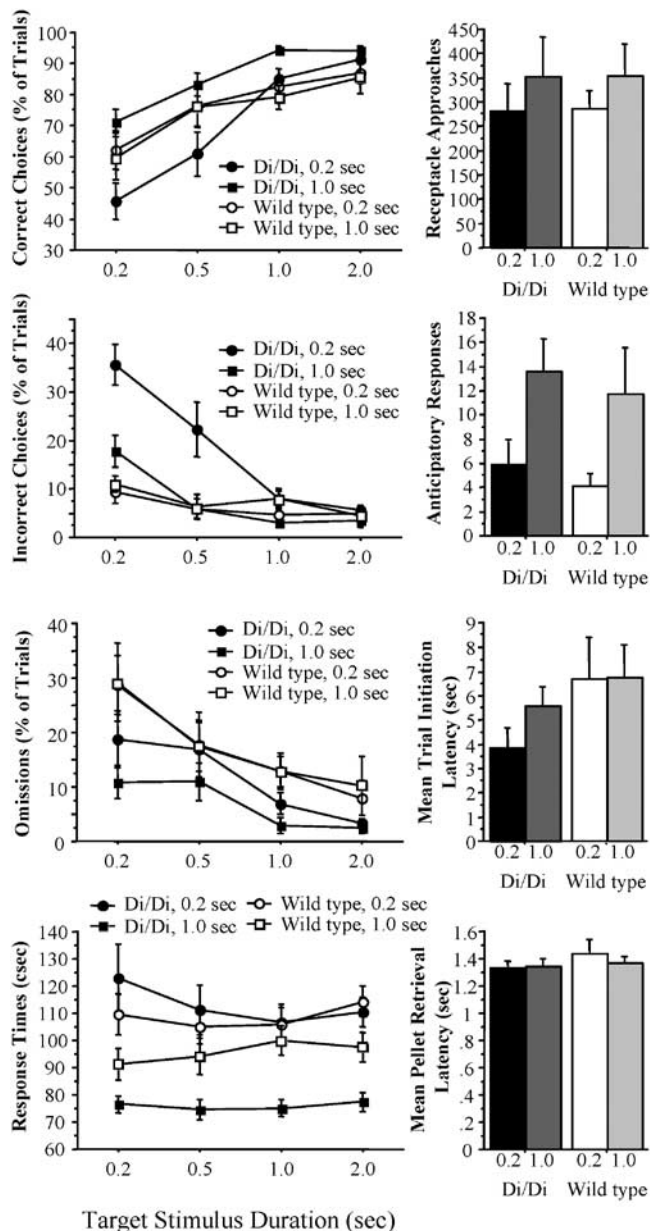 Correct Choices (% of Trials)
100
90
80
70
60
50
40
30
Di/Di, 0.2 sec
Di/Di, 1.0 sec
Wild type, 0.2 sec
Wild type, 1.0 sec
0.2 0.5 1.0 2.0
Receptacle Approaches
450
400
350
300
250
200
150
100
50
0
0.2 1.0 0.2 1.0
Di/Di Wild type
Incorrect Choices (% of Trials)
40
30
20
10
0
Di/Di, 0.2 sec
Di/Di, 1.0 sec
Wild type, 0.2 sec
Wild type, 1.0 sec
0.2 0.5 1.0 2.0
Anticipatory Responses
18
16
14
12
10
8
6
4
2
0
0.2 1.0 0.2 1.0
Di/Di Wild type
Omissions (% of Trials)
40
30
20
10
0
Di/Di, 0.2 sec
Di/Di, 1.0 sec
Wild type, 0.2 sec
Wild type, 1.0 sec
0.2 0.5 1.0 2.0
Mean Trial Initiation
Latency (sec)
9
8
7
6
5
4
3
2
1
0
0.2 1.0 0.2 1.0
Di/Di Wild type
Di/Di, 0.2 sec Wild type, 0.2 sec
Di/Di, 1.0 sec Wild type, 1.0 sec
Response Times (csec)
140
130
120
110
100
90
80
70
60
0.2 0.5 1.0 2.0
Mean Pellet Retrieval
Latency (sec)
1.6
1.4
1.2
1
.8
.6
.4
.2
0
0.2 1.0 0.2 1.0
Di/Di Wild type
Target Stimulus Duration (sec)